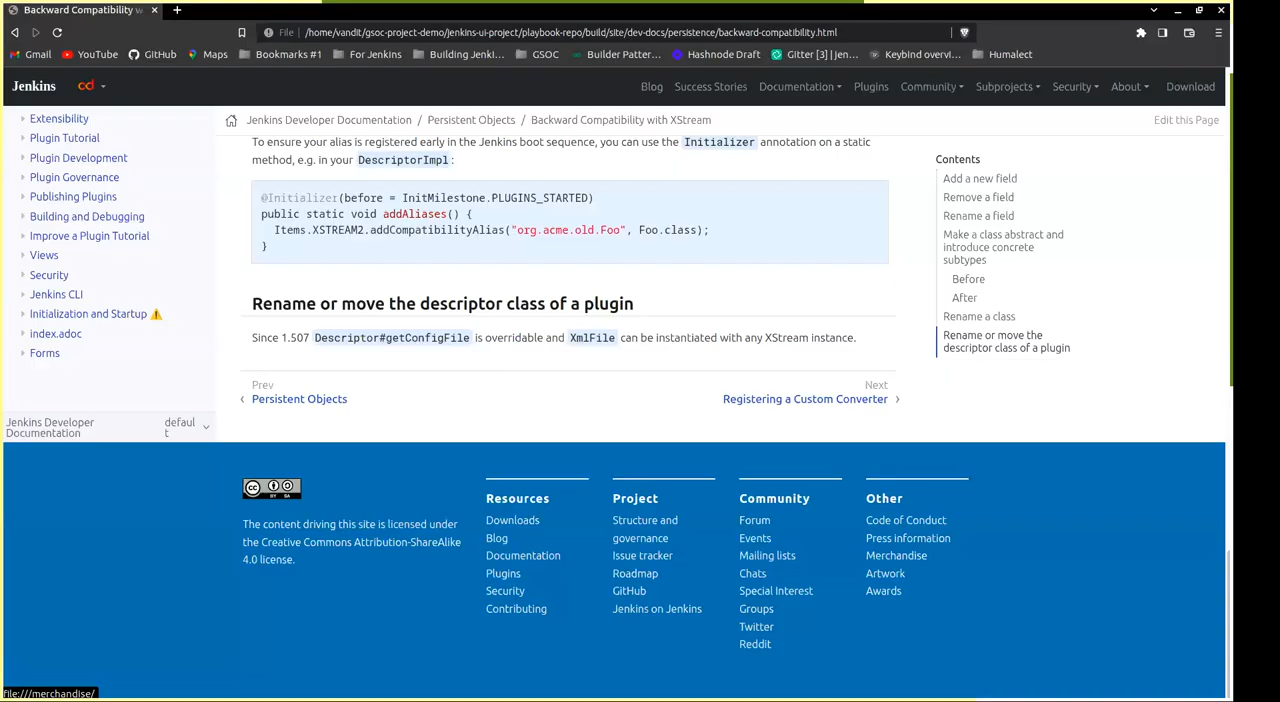 Backward Compatibility w
File | /home/vandit/gsoc-project-demo/jenkins-ui-project/playbook-repo/build/site/dev-docs/persistence/backward-compatibility.html
Gmail YouTube GitHub Maps Bookmarks #1 For Jenkins Building Jenki... GSOC Builder Patter... Hashnode Draft Gitter [3] | Jen... Keybind overvi... Humalect
Jenkins cd Blog Success Stories Documentation Plugins Community Subprojects Security About Download
Jenkins Developer Documentation / Persistent Objects / Backward Compatibility with XStream Edit this Page
Extensibility
Plugin Tutorial
Plugin Development
Plugin Governance
Publishing Plugins
Building and Debugging
Improve a Plugin Tutorial
Views
Security
Jenkins CLI
Initialization and Startup ⚠️
index.adoc
Forms
Jenkins Developer
Documentation
defaul
t
To ensure your alias is registered early in the Jenkins boot sequence, you can use the Initializer annotation on a static
method, e.g. in your DescriptorImpl:
@Initializer(before = InitMilestone.PLUGINS_STARTED)
public static void addAliases() {
Items.XSTREAM2.addCompatibilityAlias("org.acme.old.Foo", Foo.class);
}
Rename or move the descriptor class of a plugin
Since 1.507 Descriptor#getConfigFile is overridable and XmlFile can be instantiated with any XStream instance.
Prev
‹ Persistent Objects
Next
Registering a Custom Converter ›
Contents
Add a new field
Remove a field
Rename a field
Make a class abstract and
introduce concrete
subtypes
Before
After
Rename a class
Rename or move the
descriptor class of a plugin
CC BY SA
The content driving this site is licensed under
the Creative Commons Attribution-ShareAlike
4.0 license.
Resources
Downloads
Blog
Documentation
Plugins
Security
Contributing
Project
Structure and
governance
Issue tracker
Roadmap
GitHub
Jenkins on Jenkins
Community
Forum
Events
Mailing lists
Chats
Special Interest
Groups
Twitter
Reddit
Other
Code of Conduct
Press information
Merchandise
Artwork
Awards
file:///merchandise/